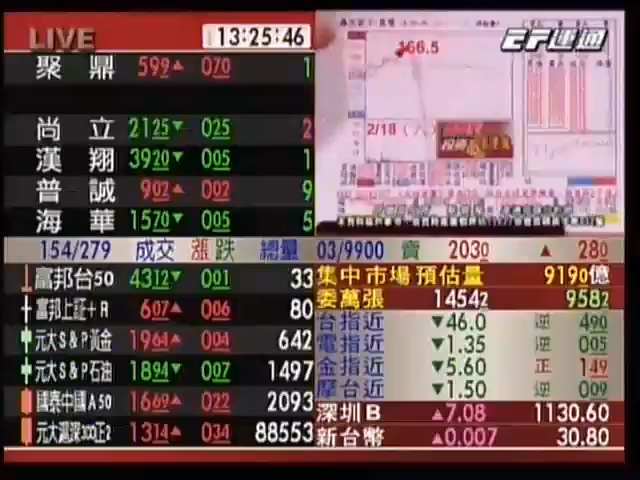 LIVE
13:25:46
EF建通
166.5
2/18 (六)
聚鼎 599▲ 070 1
尚立 2125▼ 025 2
漢翔 3920▼ 005 1
普誠 902▲ 002 9
海華 1570▼ 005 5
154/279 成交 漲跌 總量
03/9900 賣 2030 ▲ 280
富邦台50 4312▼ 001 33
富邦上証+R 607▲ 006 80
元大S&P黃金 1964▲ 004 642
元大S&P石油 1894▼ 007 1497
國泰中國A50 1669▲ 022 2093
元大滬深300正2 1314▲ 034 88553
集中市場預估量 9190億
委萬張 14542 9582
台指近 ▼46.0 逆 490
電指近 ▼1.35 逆 005
金指近 ▼5.60 正 149
摩台近 ▼1.50 逆 009
深圳B ▲7.08 1130.60
新台幣 ▲0.007 30.80